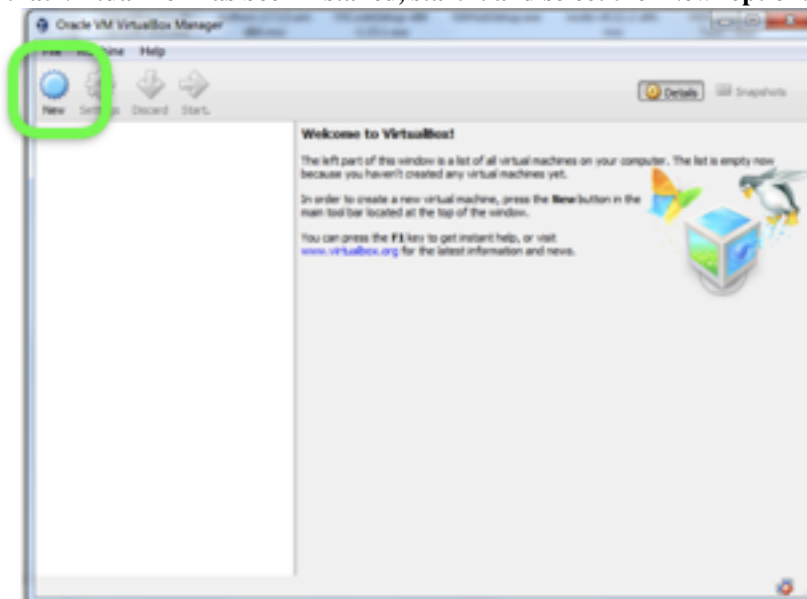 Oracle VM VirtualBox Manager
File Machine Help
New Settings Discard Start.
Details Snapshots
Welcome to VirtualBox!
The left part of this window is a list of all virtual machines on your computer. The list is empty now
because you haven't created any virtual machines yet.
In order to create a new virtual machine, press the New button in the
main tool bar located at the top of the window.
You can press the F1 key to get instant help, or visit
www.virtualbox.org for the latest information and news.